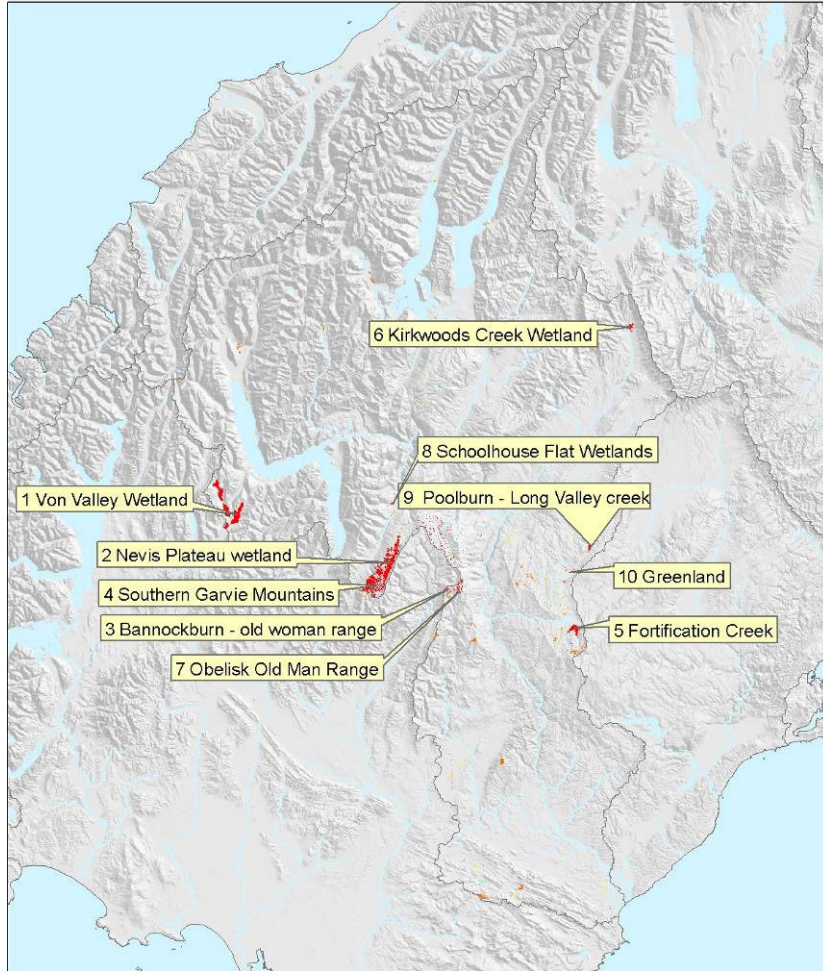 6 Kirkwoods Creek Wetland
8 Schoolhouse Flat Wetlands
9 Poolburn - Long Valley creek
1 Von Valley Wetland
2 Nevis Plateau wetland
10 Greenland
4 Southern Garvie Mountains
3 Bannockburn - old woman range
5 Fortification Creek
7 Obelisk Old Man Range